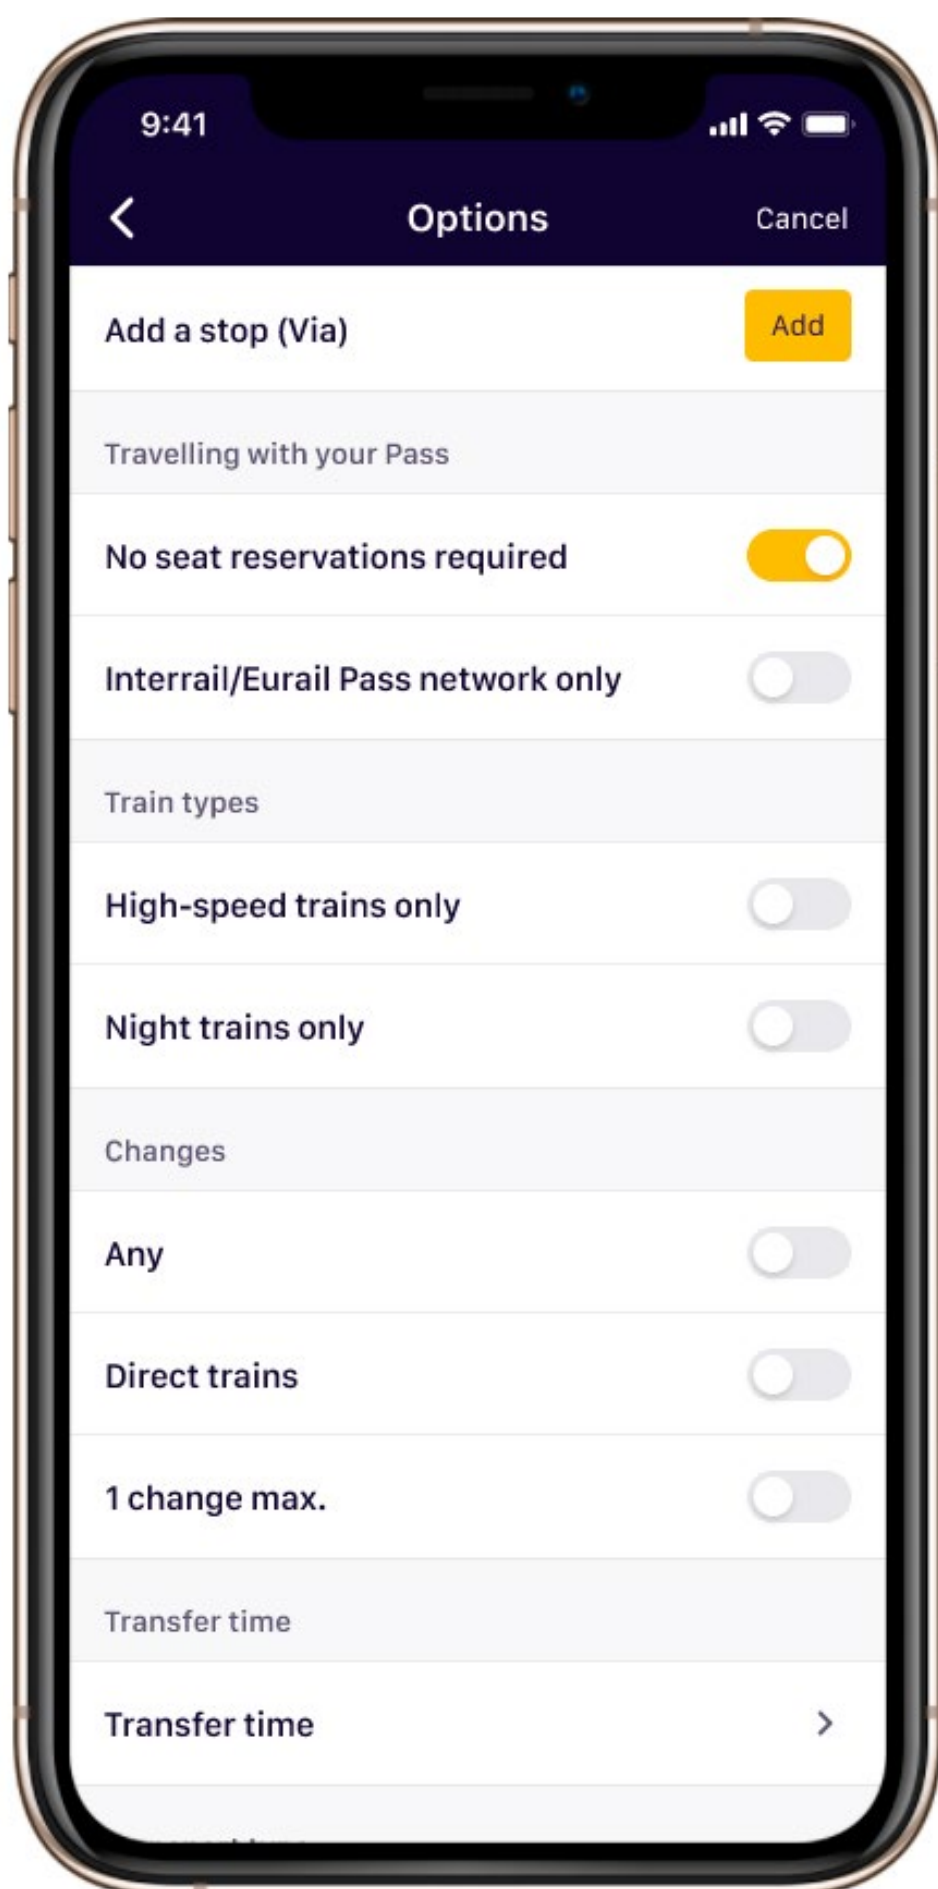 9:41
Options
Cancel
Add a stop (Via)
Add
Travelling with your Pass
No seat reservations required
Interrail/Eurail Pass network only
Train types
High-speed trains only
Night trains only
Changes
Any
Direct trains
1 change max.
Transfer time
Transfer time